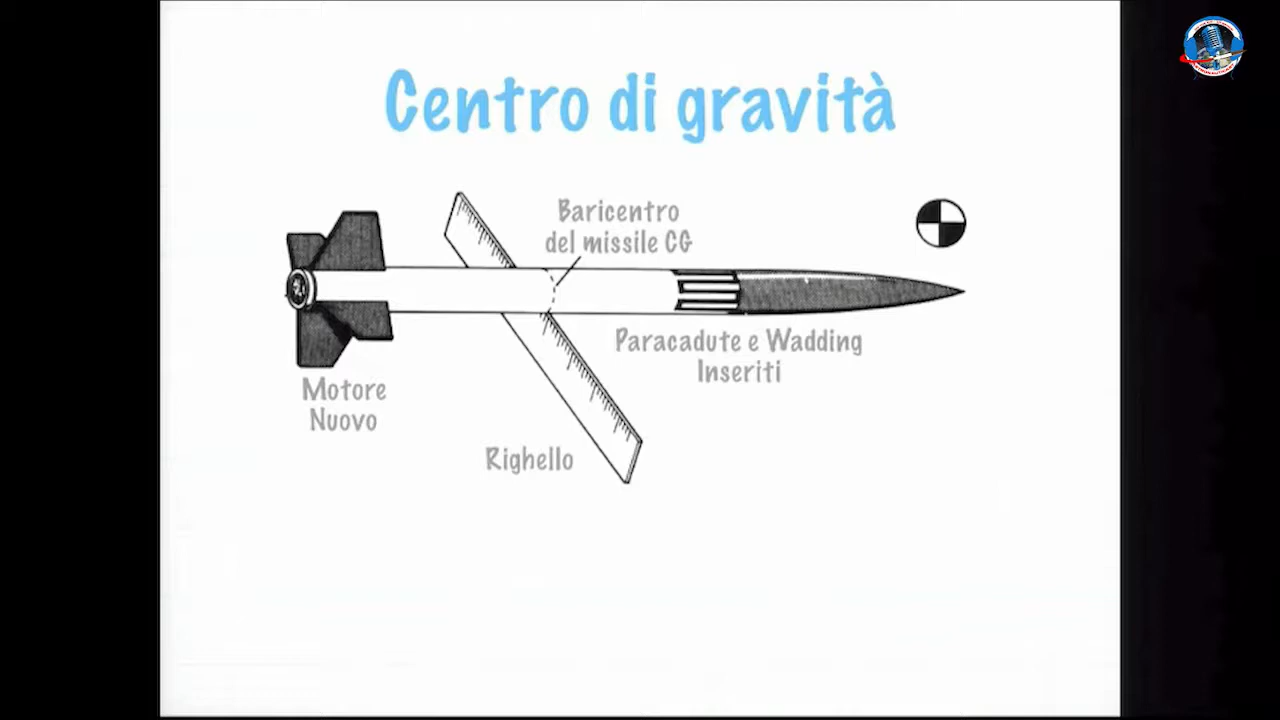 Centro di gravità
Baricentro
del missile CG
Paracadute e Wadding
Inseriti
Motore
Nuovo
Righello